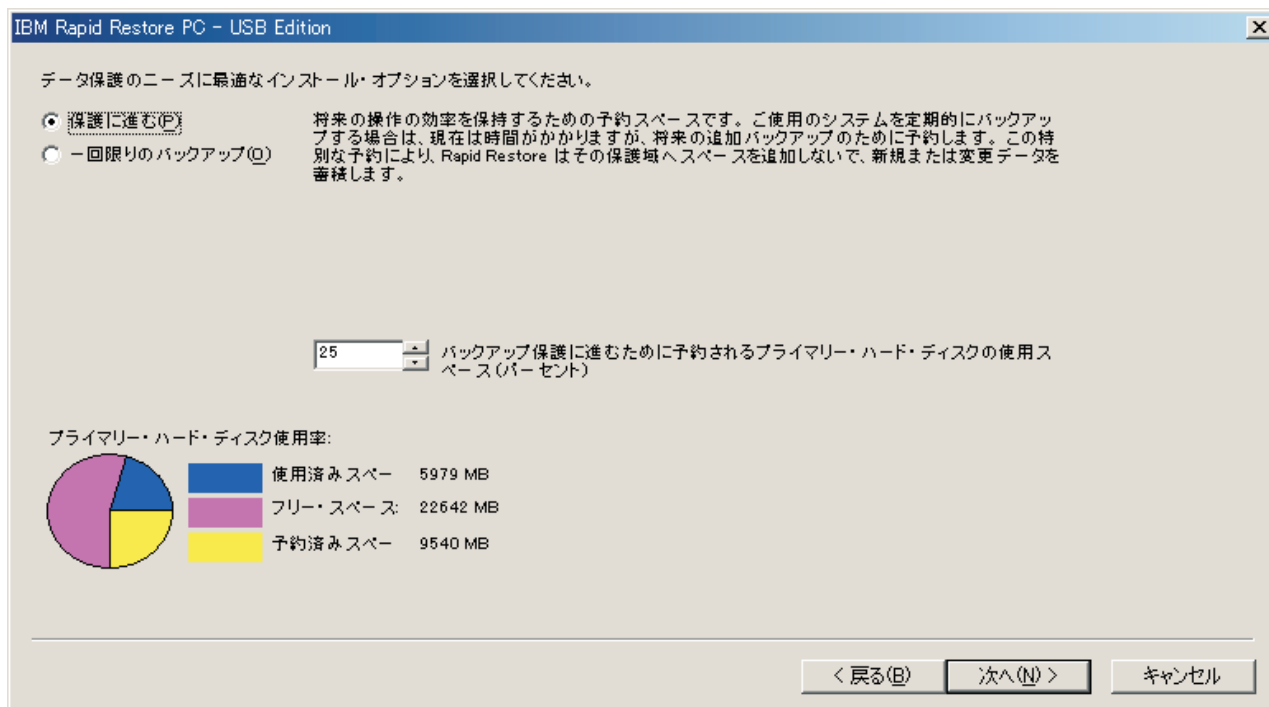 IBM Rapid Restore PC - USB Edition
データ保護のニーズに最適なインストール・オプションを選択してください。
保護に進む(P)
一回限りのバックアップ(O)
将来の操作の効率を保持するための予約スペースです。ご使用のシステムを定期的にバックアッ
プする場合は、現在は時間がかかりますが、将来の追加バックアップのために予約します。この特
別な予約により、Rapid Restore はその保護域へスペースを追加しないで、新規または変更データを
蓄積します。
25
バックアップ保護に進むために予約されるプライマリー・ハード・ディスクの使用ス
ペース(パーセント)
プライマリー・ハード・ディスク使用率:
使用済みスペー 5979 MB
フリー・スペース: 22642 MB
予約済みスペー 9540 MB
< 戻る(B)
次へ(N) >
キャンセル